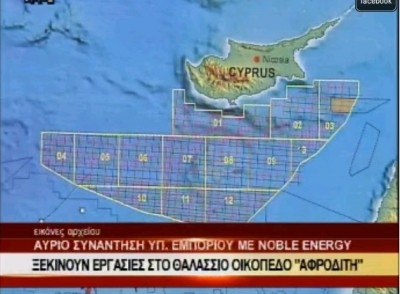 facebook
Nicosia
CYPRUS
01
02
03
04
05
06
07
08
09
3
10
11
12
εικόνες αρχείου
ΑΥΡΙΟ ΣΥΝΑΝΤΗΣΗ ΥΠ. ΕΜΠΟΡΙΟΥ ΜΕ NOBLE ENERGY
ΞΕΚΙΝΟΥΝ ΕΡΓΑΣΙΕΣ ΣΤΟ ΘΑΛΑΣΣΙΟ ΟΙΚΟΠΕΔΟ "ΑΦΡΟΔΙΤΗ"